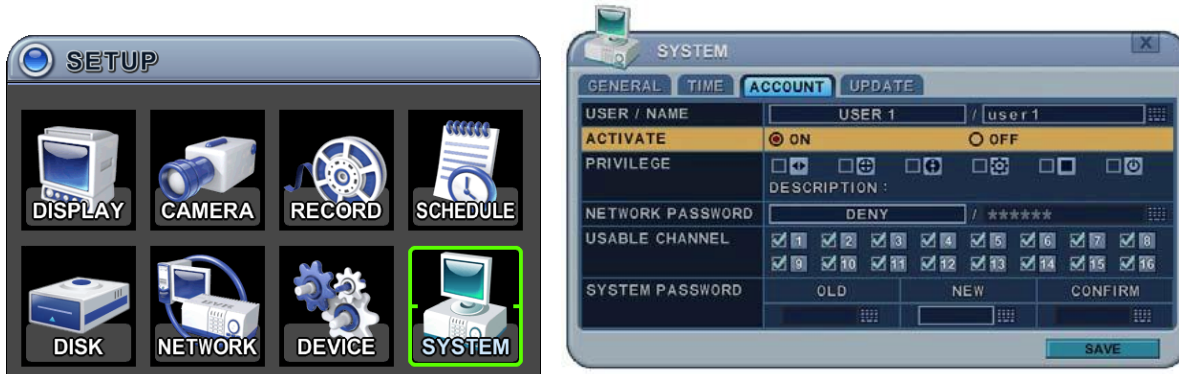 SETUP
DISPLAY CAMERA RECORD SCHEDULE
DISK NETWORK DEVICE SYSTEM
SYSTEM X
GENERAL TIME ACCOUNT UPDATE
USER / NAME USER 1 / user1
ACTIVATE ON OFF
PRIVILEGE
DESCRIPTION :
NETWORK PASSWORD DENY / ******
USABLE CHANNEL 1 2 3 4 5 6 7 8
9 10 11 12 13 14 15 16
SYSTEM PASSWORD OLD NEW CONFIRM
SAVE